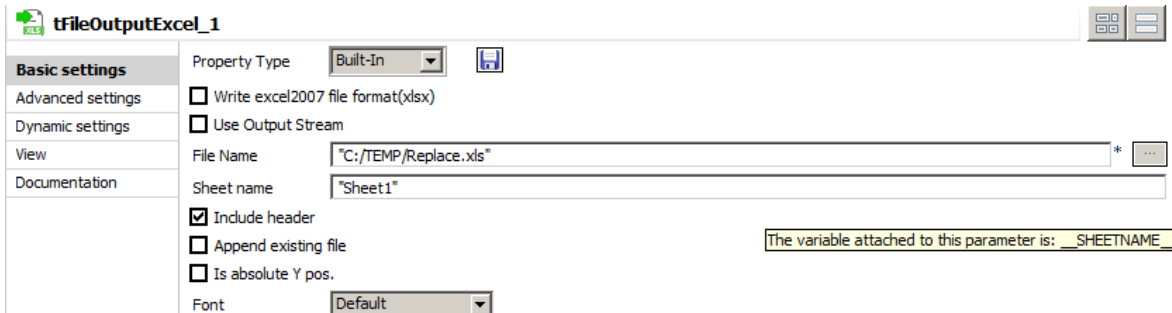 XLS tFileOutputExcel_1
Basic settings
Advanced settings
Dynamic settings
View
Documentation
Property Type Built-In
Write excel2007 file format(xlsx)
Use Output Stream
File Name "C:/TEMP/Replace.xls" * ...
Sheet name "Sheet1"
Include header
Append existing file
The variable attached to this parameter is: __SHEETNAME_
Is absolute Y pos.
Font Default